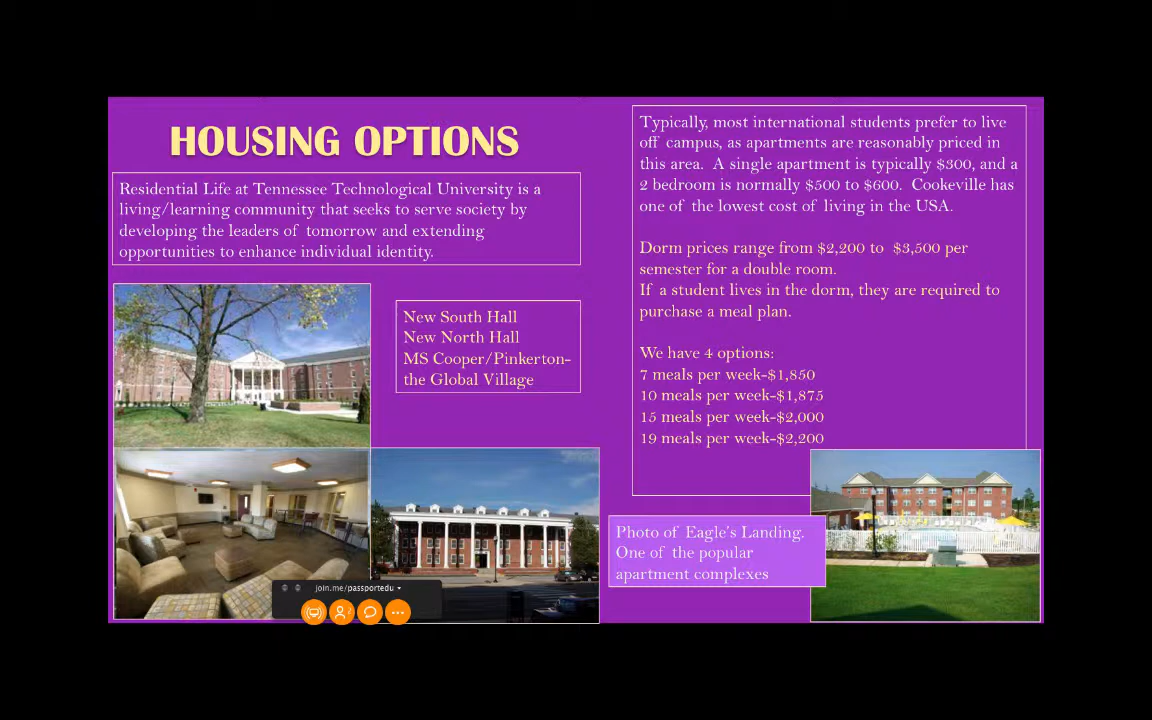 HOUSING OPTIONS
Residential Life at Tennessee Technological University is a
living/learning community that seeks to serve society by
developing the leaders of tomorrow and extending
opportunities to enhance individual identity.
New South Hall
New North Hall
MS Cooper/Pinkerton-
the Global Village
Typically, most international students prefer to live
off campus, as apartments are reasonably priced in
this area. A single apartment is typically $300, and a
2 bedroom is normally $500 to $600. Cookeville has
one of the lowest cost of living in the USA.
Dorm prices range from $2,200 to $3,500 per
semester for a double room.
If a student lives in the dorm, they are required to
purchase a meal plan.
We have 4 options:
7 meals per week-$1,850
10 meals per week-$1,875
15 meals per week-$2,000
19 meals per week-$2,200
Photo of Eagle's Landing.
One of the popular
apartment complexes
join.me/passportedu